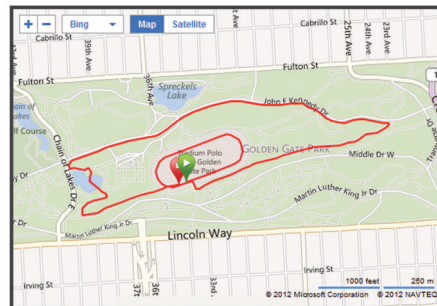 Bing
Map
Satellite
Cabrillo St
39th Ave
36th Ave
25th Ave
24th Ave
23rd Ave
Cabrillo St
Fulton St
Fulton St
Spreckels
Lake
John F Kennedy Dr
Chain of Lakes Dr E
GOLDEN GATE PARK
Stadium Polo
Golden
Gate Park
Middle Dr W
Martin Luther King Jr Dr
Martin Luther King Jr Dr
Lincoln Way
Irving St
Irving St
37t
36t
33rd
1000 feet
250 m
© 2012 Microsoft Corporation © 2012 NAVTEQ